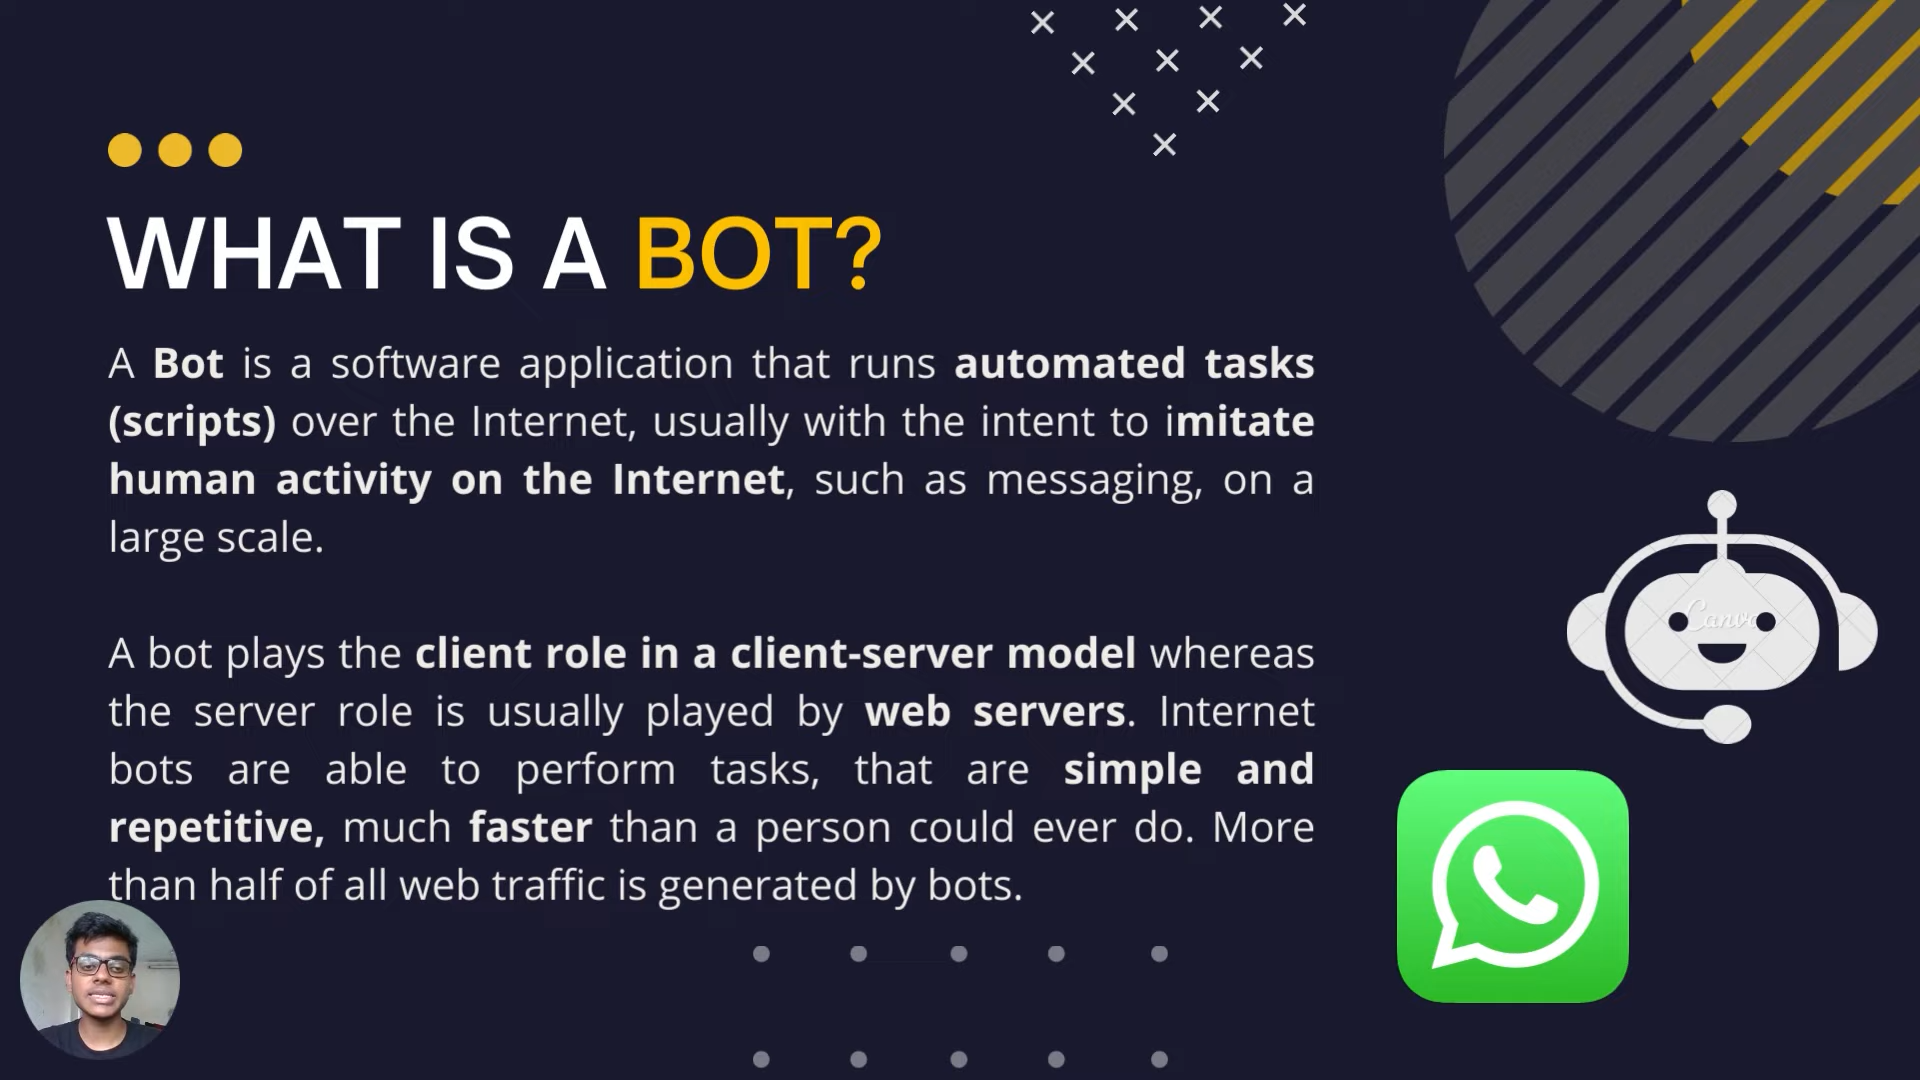 WHAT IS A BOT?
A Bot is a software application that runs automated tasks
(scripts) over the Internet, usually with the intent to imitate
human activity on the Internet, such as messaging, on a
large scale.
A bot plays the client role in a client-server model whereas
the server role is usually played by web servers. Internet
bots are able to perform tasks, that are simple and
repetitive, much faster than a person could ever do. More
than half of all web traffic is generated by bots.
Canva